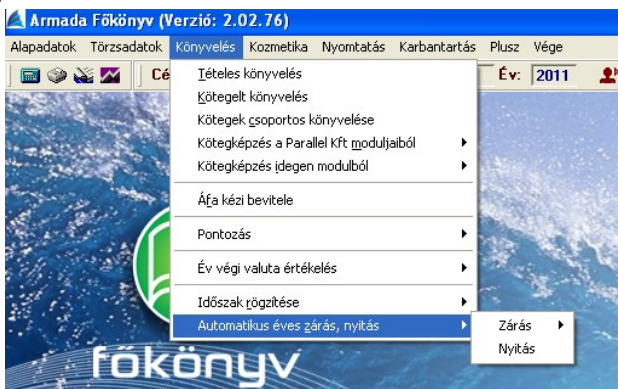 Armada Főkönyv (Verzió: 2.02.76)
Alapadatok Törzsadatok Könyvelés Kozmetika Nyomtatás Karbantartás Plusz Vége
Cé Év: 2011
Tételes könyvelés
Kötegelt könyvelés
Kötegek csoportos könyvelése
Kötegképzés a Parallel Kft moduljaiból
Kötegképzés idegen modulból
Áfa kézi bevitele
Pontozás
Év végi valuta értékelés
Időszak rögzítése
Automatikus éves zárás, nyitás
Zárás
Nyitás
főkönyv